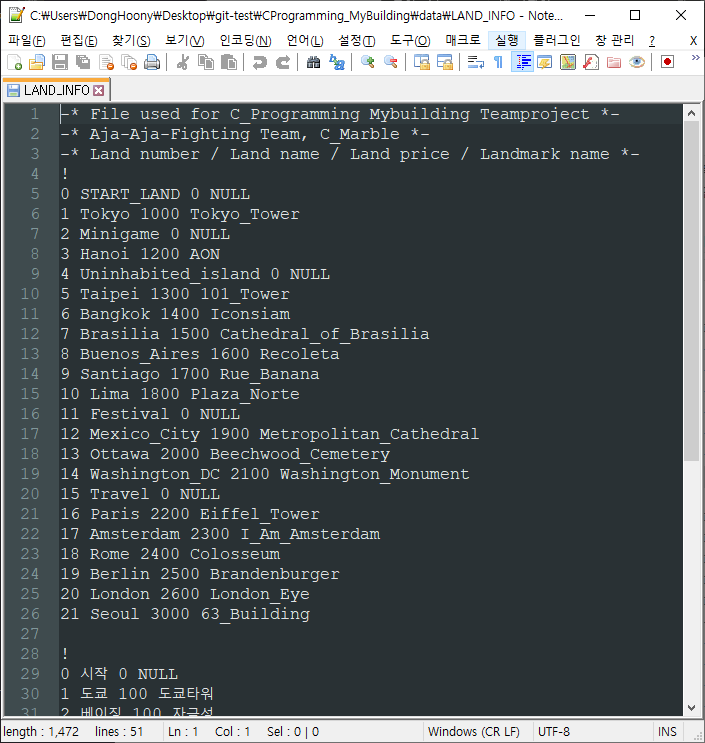 C:￦Users￦DongHoony￦Desktop￦git-test￦CProgramming_MyBuilding￦data￦LAND_INFO - Note...
파일(F) 편집(E) 찾기(S) 보기(V) 인코딩(N) 언어(L) 설정(T) 도구(O) 매크로 실행 플러그인 창 관리 ? X
LAND_INFO
1 -* File used for C_Programming Mybuilding Teamproject *-
2 -* Aja-Aja-Fighting Team, C_Marble *-
3 -* Land number / Land name / Land price / Landmark name *-
4 !
5 0 START_LAND 0 NULL
6 1 Tokyo 1000 Tokyo_Tower
7 2 Minigame 0 NULL
8 3 Hanoi 1200 AON
9 4 Uninhabited_island 0 NULL
10 5 Taipei 1300 101_Tower
11 6 Bangkok 1400 Iconsiam
12 7 Brasilia 1500 Cathedral_of_Brasilia
13 8 Buenos_Aires 1600 Recoleta
14 9 Santiago 1700 Rue_Banana
15 10 Lima 1800 Plaza_Norte
16 11 Festival 0 NULL
17 12 Mexico_City 1900 Metropolitan_Cathedral
18 13 Ottawa 2000 Beechwood_Cemetery
19 14 Washington_DC 2100 Washington_Monument
20 15 Travel 0 NULL
21 16 Paris 2200 Eiffel_Tower
22 17 Amsterdam 2300 I_Am_Amsterdam
23 18 Rome 2400 Colosseum
24 19 Berlin 2500 Brandenburger
25 20 London 2600 London_Eye
26 21 Seoul 3000 63_Building
27
28 !
29 0 시작 0 NULL
30 1 도쿄 100 도쿄타워
31 2 베이징 100 자금성
length : 1,472 lines : 51 Ln : 1 Col : 1 Sel : 0 | 0 Windows (CR LF) UTF-8 INS